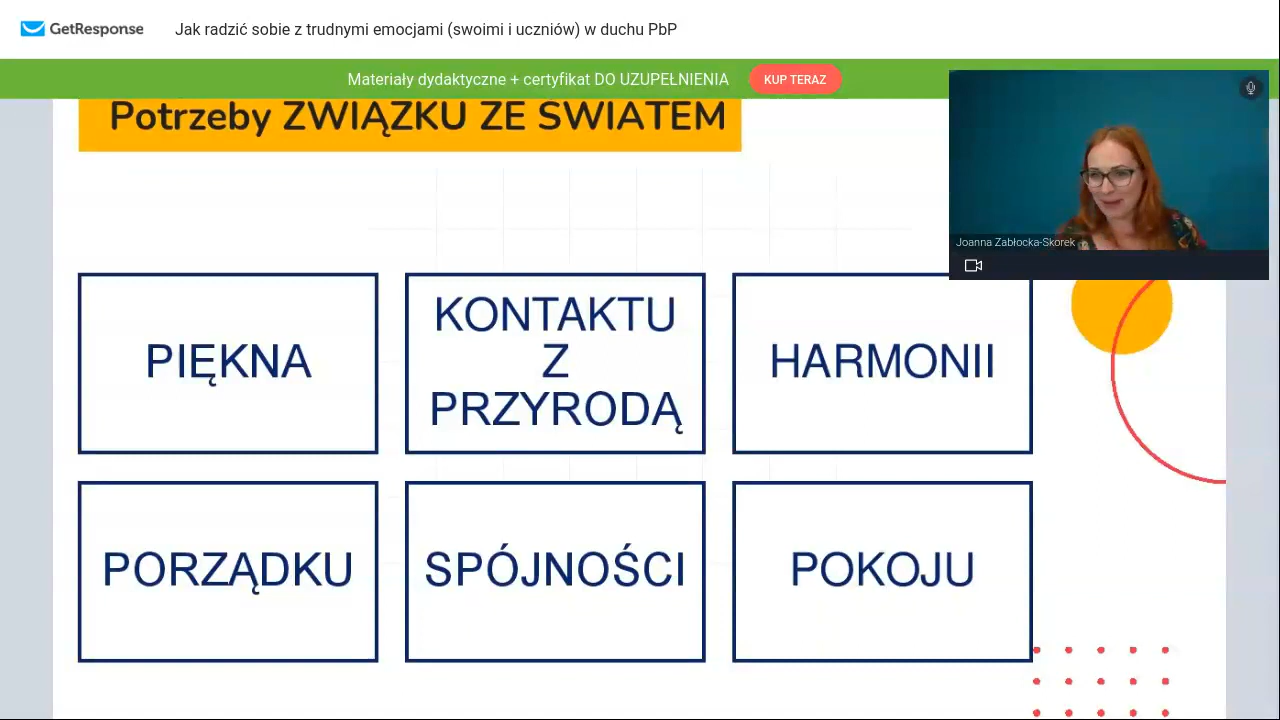 GetResponse
Jak radzić sobie z trudnymi emocjami (swoimi i uczniów) w duchu PbP
Materiały dydaktyczne + certyfikat DO UZUPEŁNIENIA
KUP TERAZ
Potrzeby ZWIĄZKU ZE ŚWIATEM
Joanna Zabłocka-Skorek
PIĘKNA
KONTAKTU
Z
PRZYRODĄ
HARMONII
PORZĄDKU
SPÓJNOŚCI
POKOJU